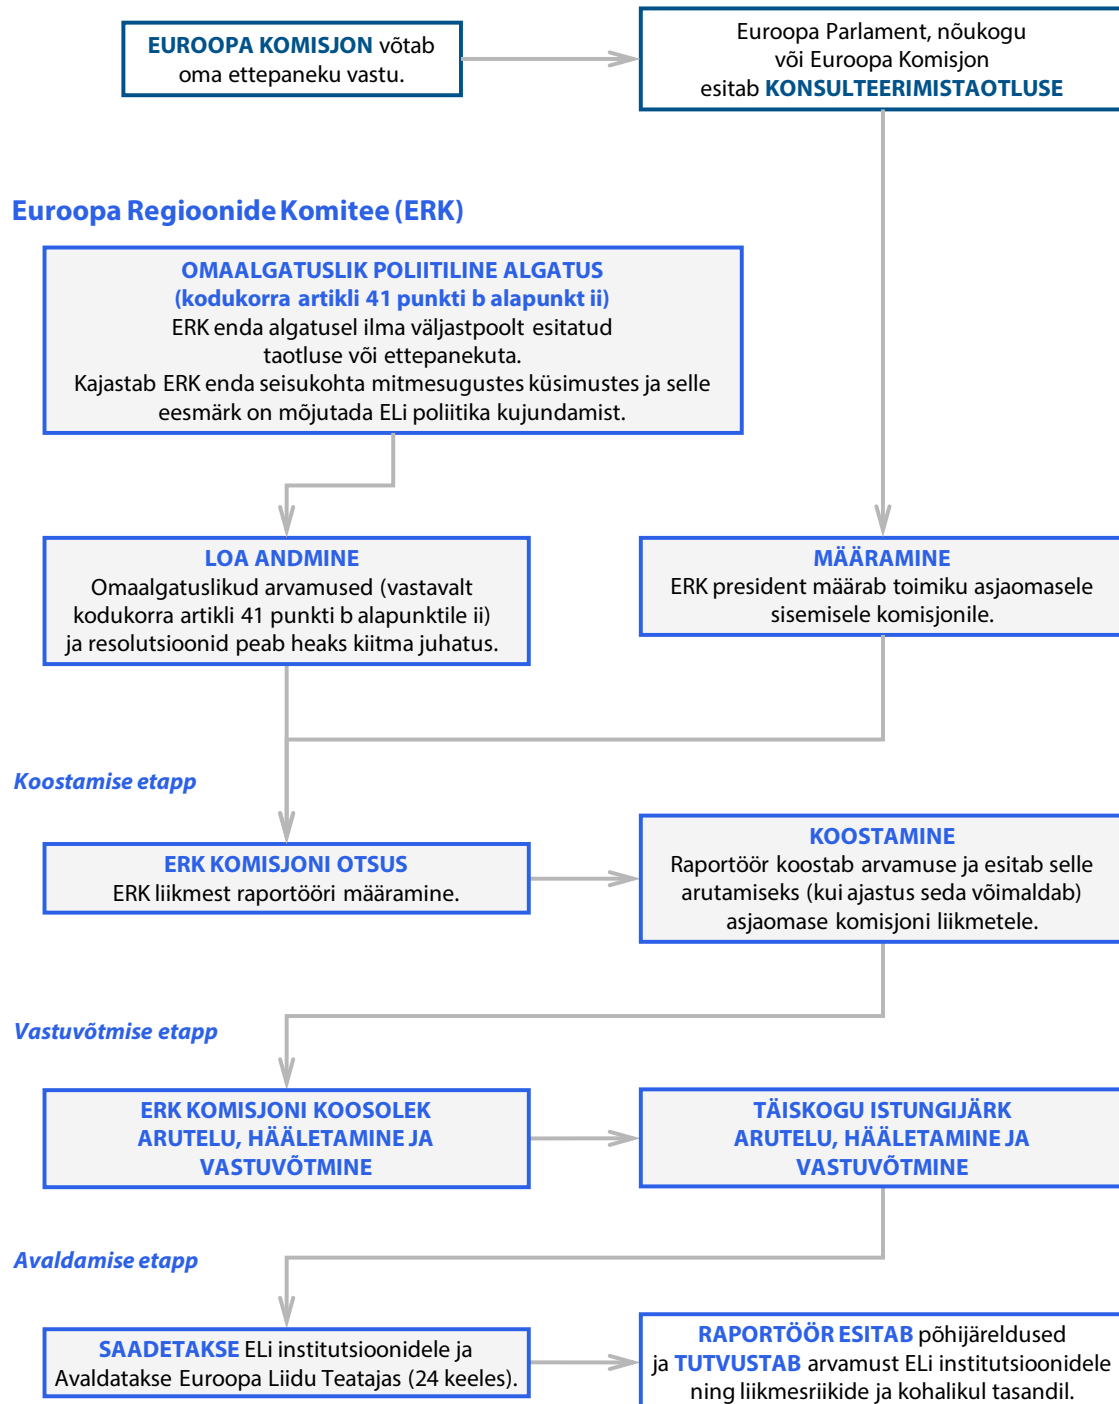 EUROOPA KOMISJON võtab
oma ettepaneku vastu.
Euroopa Parlament, nõukogu
või Euroopa Komisjon
esitab KONSULTEERIMISTAOTLUSE
Euroopa Regioonide Komitee (ERK)
OMAALGATUSLIK POLIITILINE ALGATUS
(kodukorra artikli 41 punkti b alapunkt ii)
ERK enda algatusel ilma väljastpoolt esitatud
taotluse või ettepanekuta.
Kajastab ERK enda seisukohta mitmesugustes küsimustes ja selle
eesmärk on mõjutada ELi poliitika kujundamist.
LOA ANDMINE
Omaalgatuslikud arvamused (vastavalt
kodukorra artikli 41 punkti b alapunktile ii)
ja resolutsioonid peab heaks kiitma juhatus.
MÄÄRAMINE
ERK president määrab toimiku asjaomasele
sisemisele komisjonile.
Koostamise etapp
ERK KOMISJONI OTSUS
ERK liikmest raportööri määramine.
KOOSTAMINE
Raportöör koostab arvamuse ja esitab selle
arutamiseks (kui ajastus seda võimaldab)
asjaomase komisjoni liikmetele.
Vastuvõtmise etapp
ERK KOMISJONI KOOSOLEK
ARUTELU, HÄÄLETAMINE JA
VASTUVÕTMINE
TÄISKOGU ISTUNGIJÄRK
ARUTELU, HÄÄLETAMINE JA
VASTUVÕTMINE
Avaldamise etapp
SAADETAKSE ELi institutsioonidele ja
Avaldatakse Euroopa Liidu Teatajas (24 keeles).
RAPORTÖÖR ESITAB põhijäreldused
ja TUTVUSTAB arvamust ELi institutsioonidele
ning liikmesriikide ja kohalikul tasandil.